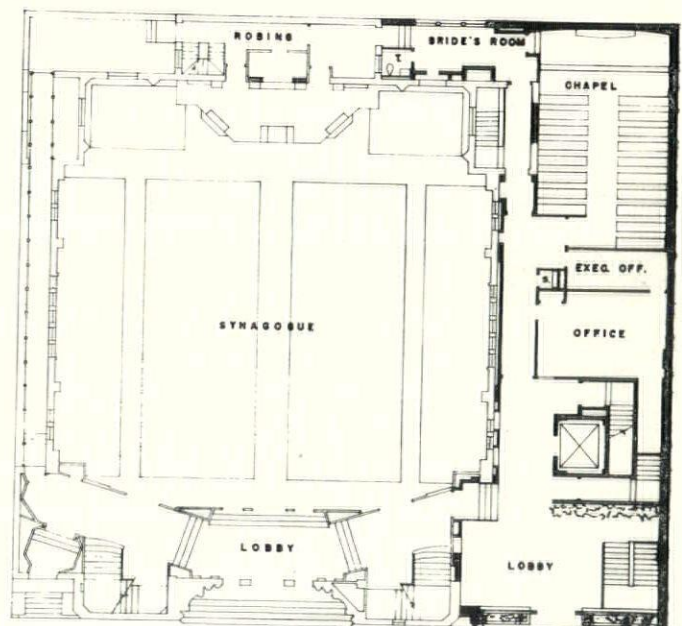 ROBING
T.
BRIDE'S ROOM
CHAPEL
EXEC. OFF.
S.
OFFICE
SYNAGOGUE
LOBBY
LOBBY